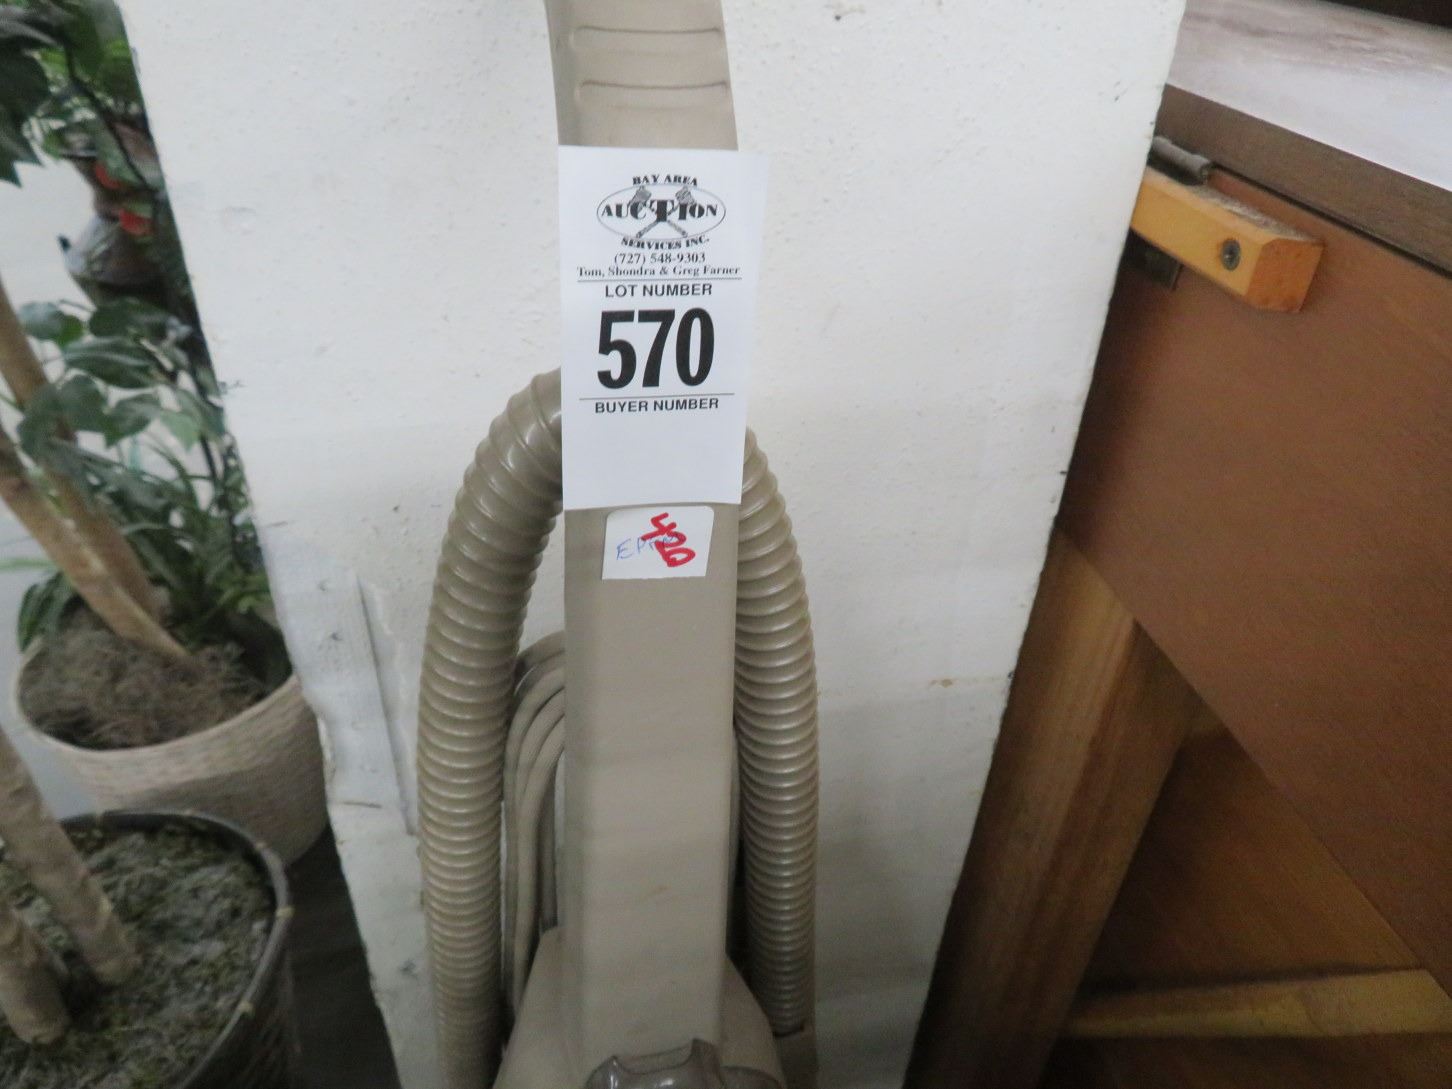 BAY AREA
AUCTION
SERVICES INC.
(727) 548-9303
Tom, Shondra & Greg Farner
LOT NUMBER
570
BUYER NUMBER